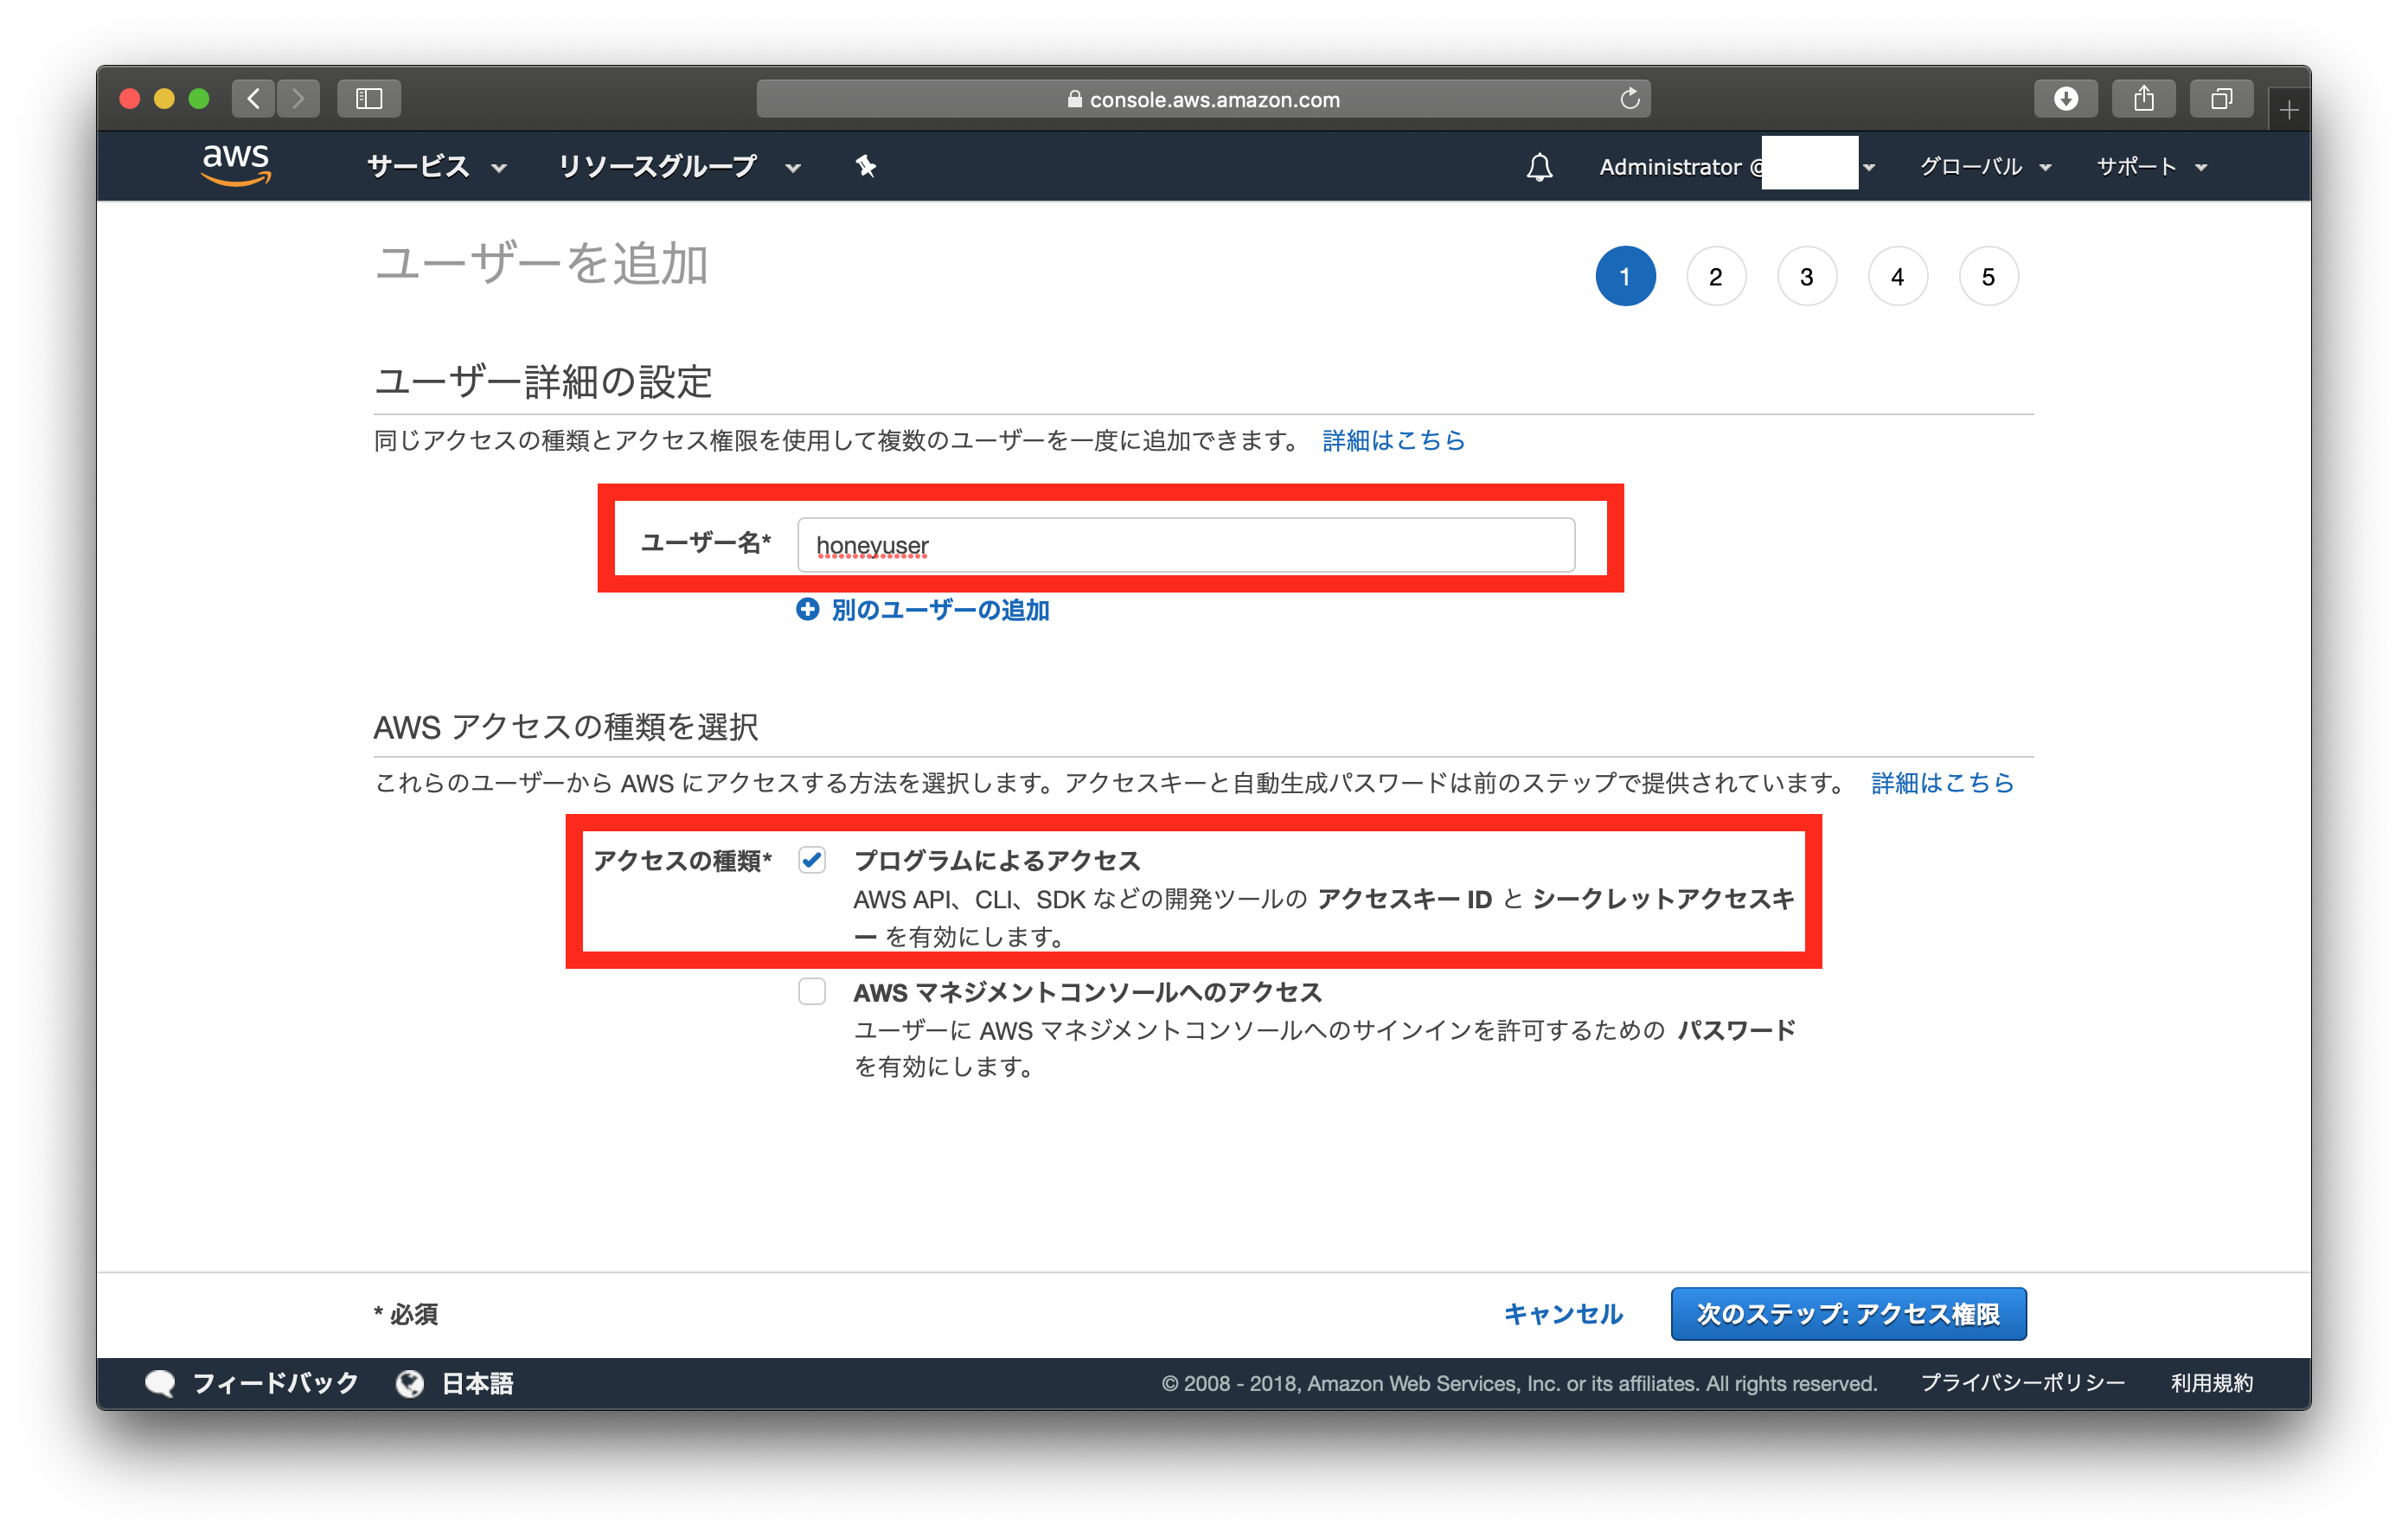 console.aws.amazon.com
aws サービス リソースグループ Administrator @ グローバル サポート
ユーザーを追加 1 2 3 4 5
ユーザー詳細の設定
同じアクセスの種類とアクセス権限を使用して複数のユーザーを一度に追加できます。 詳細はこちら
ユーザー名* honeyuser
別のユーザーの追加
AWS アクセスの種類を選択
これらのユーザーから AWS にアクセスする方法を選択します。アクセスキーと自動生成パスワードは前のステップで提供されています。 詳細はこちら
アクセスの種類* プログラムによるアクセス
AWS API、CLI、SDK などの開発ツールの アクセスキー ID と シークレットアクセスキ
ー を有効にします。
AWS マネジメントコンソールへのアクセス
ユーザーに AWS マネジメントコンソールへのサインインを許可するための パスワード
を有効にします。
* 必須 キャンセル 次のステップ: アクセス権限
フィードバック 日本語 © 2008 - 2018, Amazon Web Services, Inc. or its affiliates. All rights reserved. プライバシーポリシー 利用規約